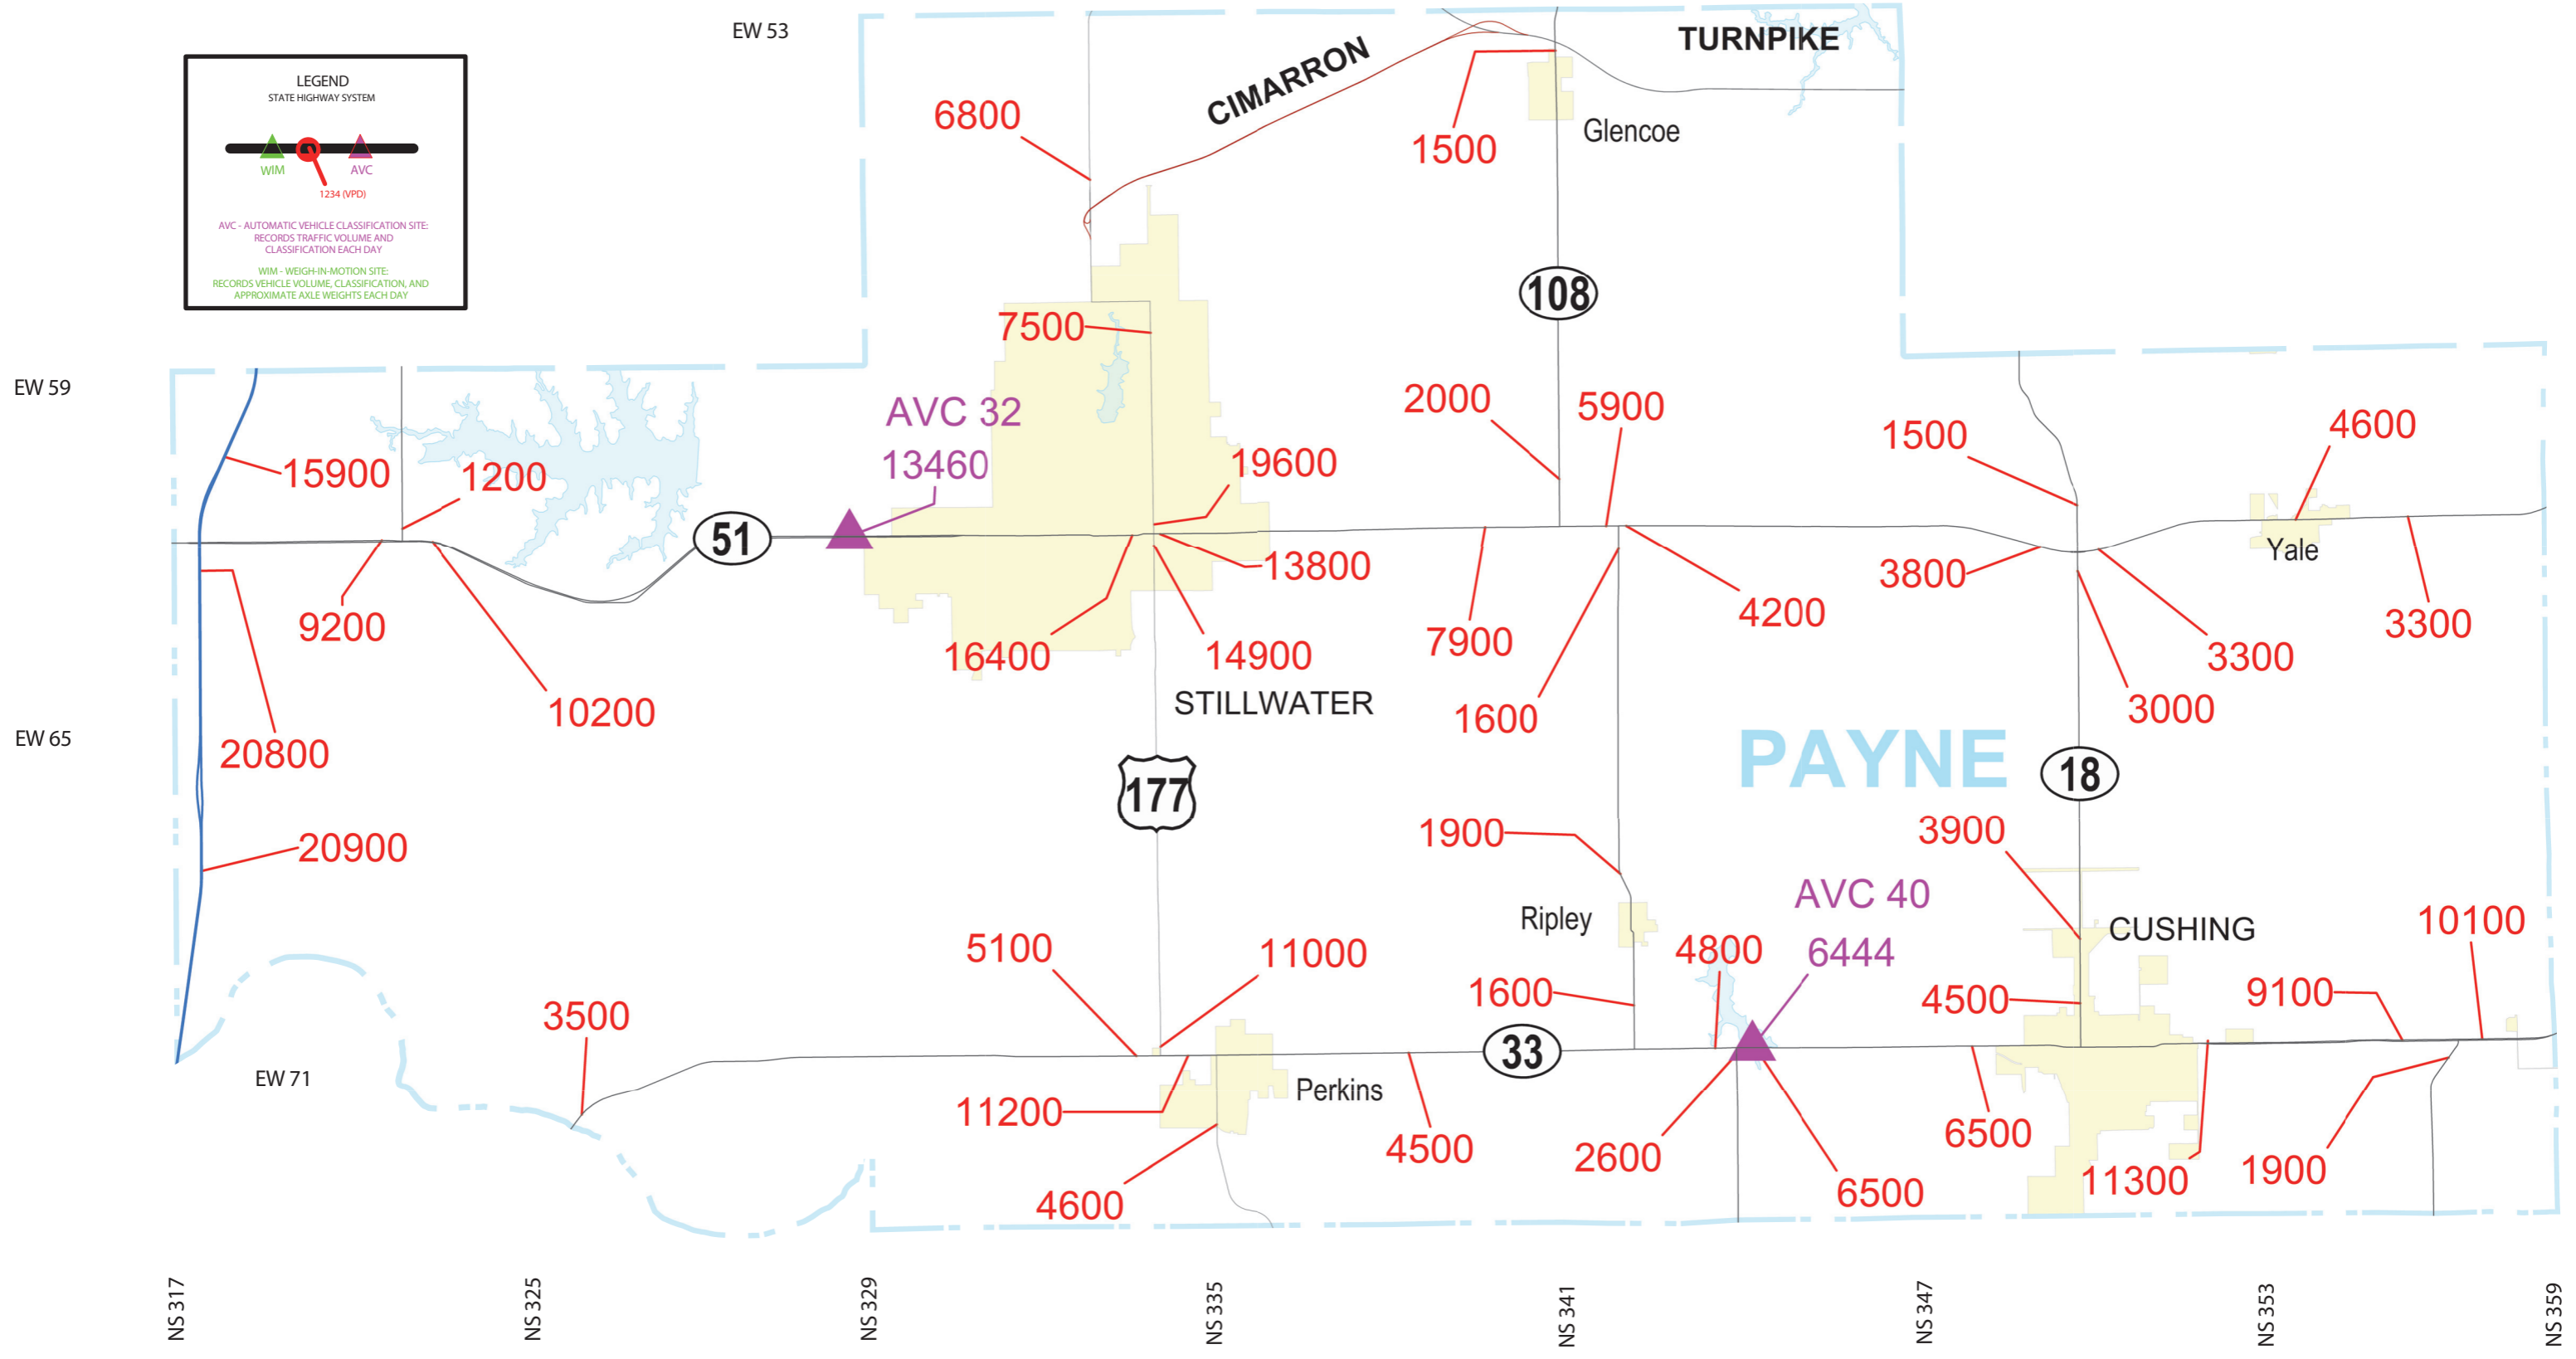 EW 53
TURNPIKE
CIMARRON
LEGEND
STATE HIGHWAY SYSTEM
WIM
AVC
1234 (VPD)
AVC - AUTOMATIC VEHICLE CLASSIFICATION SITE:
RECORDS TRAFFIC VOLUME AND
CLASSIFICATION EACH DAY
WIM - WEIGH-IN-MOTION SITE:
RECORDS VEHICLE VOLUME, CLASSIFICATION, AND
APPROXIMATE AXLE WEIGHTS EACH DAY
6800
1500
Glencoe
108
7500
EW 59
AVC 32
13460
2000
5900
1500
4600
15900
1200
19600
51
13800
3800
Yale
9200
16400
14900
7900
4200
3300
3300
10200
STILLWATER
1600
3000
EW 65
20800
PAYNE
177
18
20900
1900
3900
AVC 40
Ripley
CUSHING
10100
5100
11000
4800
6444
3500
1600
4500
9100
33
EW 71
Perkins
11200
4500
2600
6500
11300
1900
4600
6500
NS 317
NS 325
NS 329
NS 335
NS 341
NS 347
NS 353
NS 359